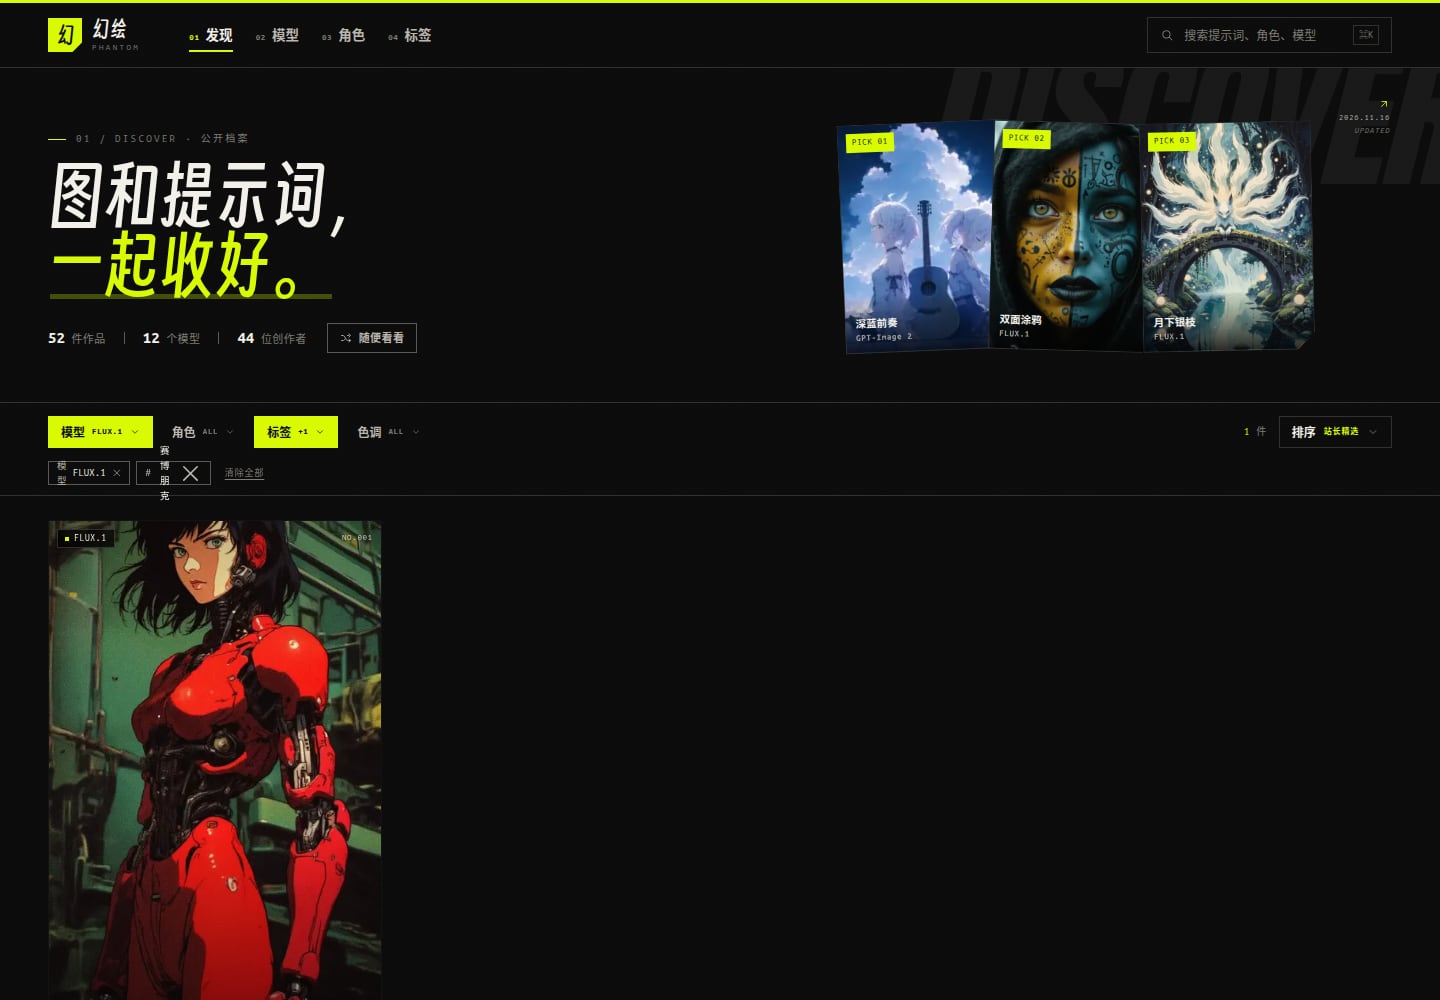 幻 幻绘
PHANTOM
01 发现 02 模型 03 角色 04 标签
搜索提示词、角色、模型 ⌘K
DISCOVER
2026.11.16
UPDATED
01 / DISCOVER · 公开档案
图和提示词，
一起收好。
52 件作品 12 个模型 44 位创作者 随便看看
PICK 01
深蓝前奏
GPT-Image 2
PICK 02
双面涂鸦
FLUX.1
PICK 03
月下银枝
FLUX.1
模型 FLUX.1 角色 ALL 标签 +1 色调 ALL
1 件 排序 站长精选
模型 FLUX.1 # 赛博朋克 清除全部
FLUX.1 NO.001